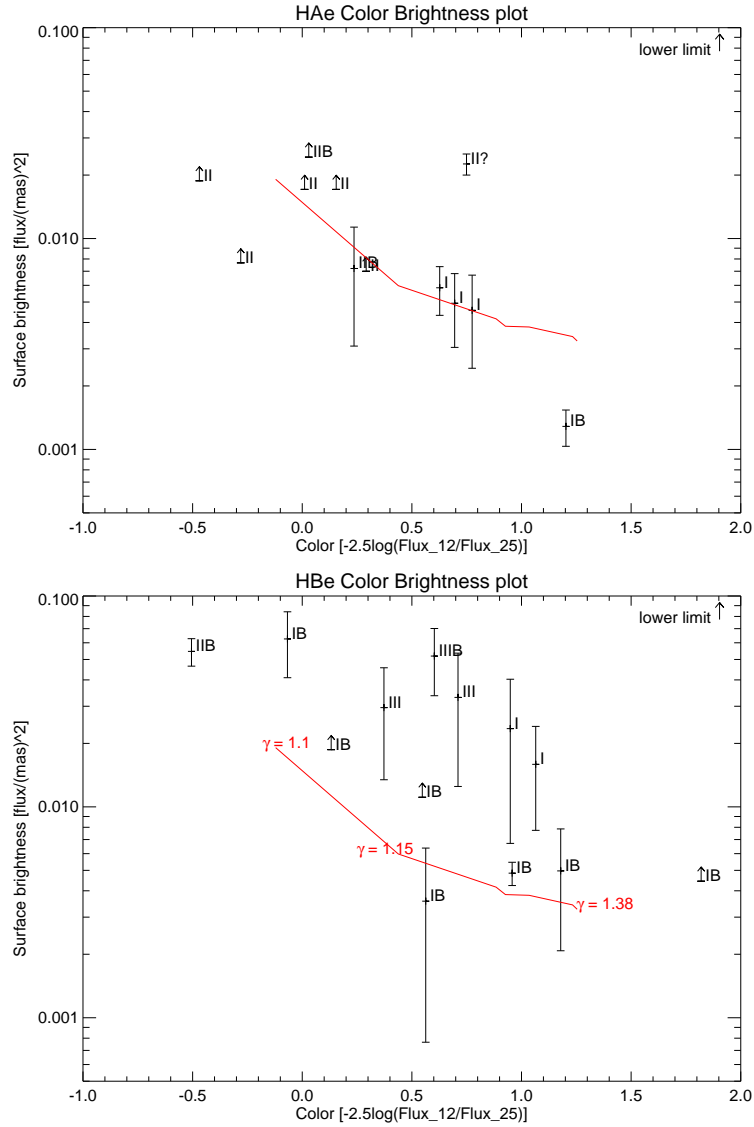 HAe Color Brightness plot
0.100
lower limit
IIB
II?
II
II
II
II
0.010
IIB
II
I
I
I
Surface brightness [flux/(mas)^2]
0.001
IB
-1.0 -0.5 0.0 0.5 1.0 1.5 2.0
Color [-2.5log(Flux_12/Flux_25)]
HBe Color Brightness plot
0.100
lower limit
IIB
IB
IIIB
III
III
I
I
IB
γ = 1.1
0.010
IB
γ = 1.15
IB
IB
IB
IB
γ = 1.38
Surface brightness [flux/(mas)^2]
0.001
-1.0 -0.5 0.0 0.5 1.0 1.5 2.0
Color [-2.5log(Flux_12/Flux_25)]